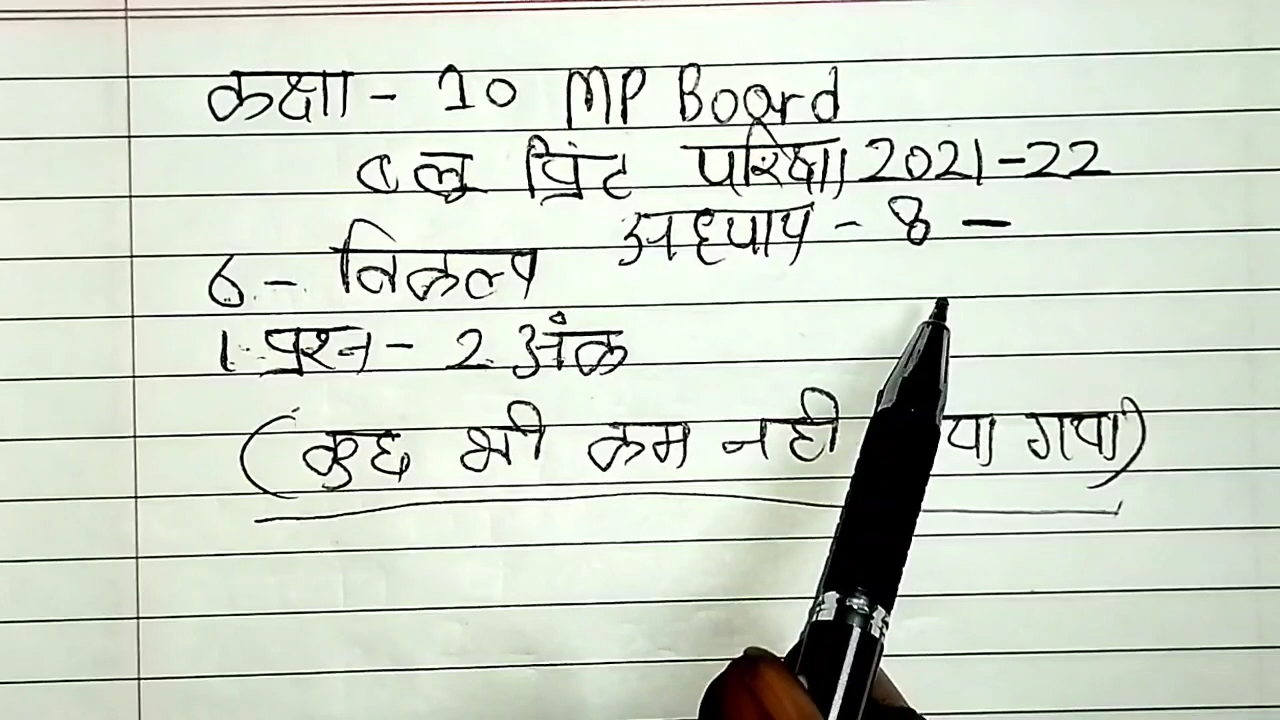 कक्षा - 10 MP Board
ब्लू प्रिंट परिक्षा 2021-22
अध्याय - 8 -
6 - विकल्प
1 प्रश्न - 2 अंक
(कुछ भी कम नही गया)